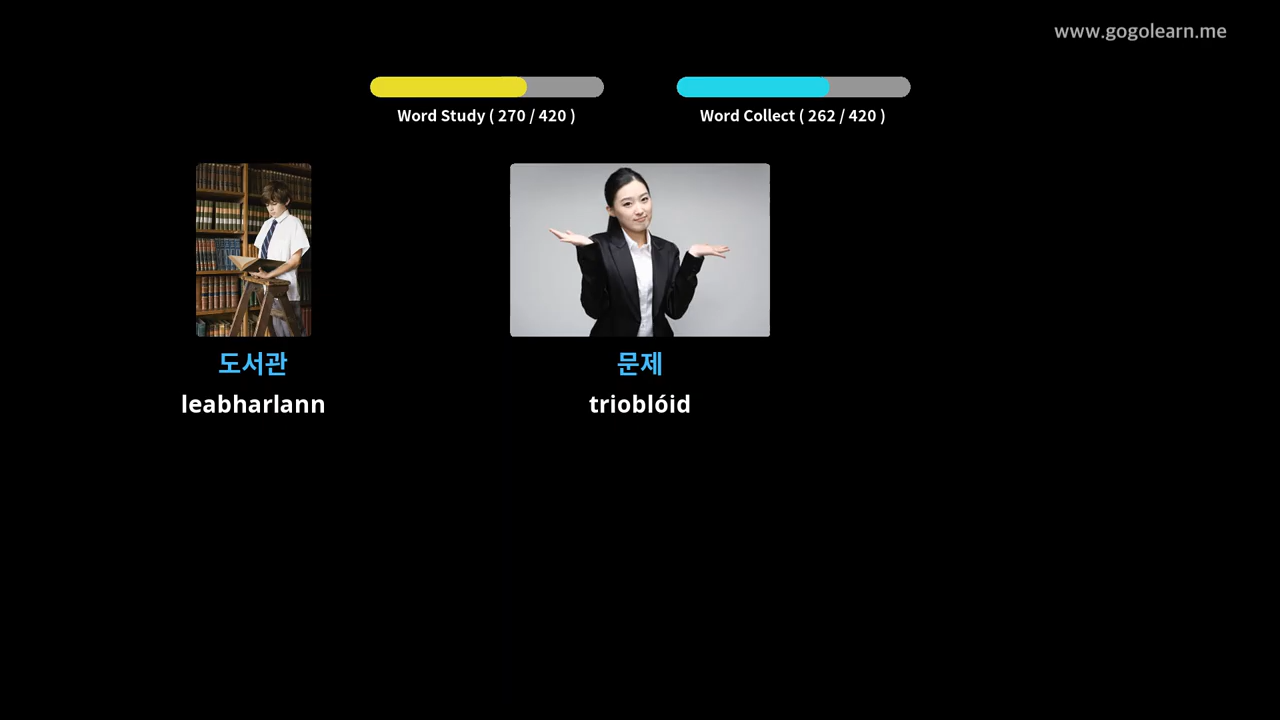 www.gogolearn.me
Word Study ( 270 / 420 )
Word Collect ( 262 / 420 )
도서관
leabharlann
문제
trioblóid